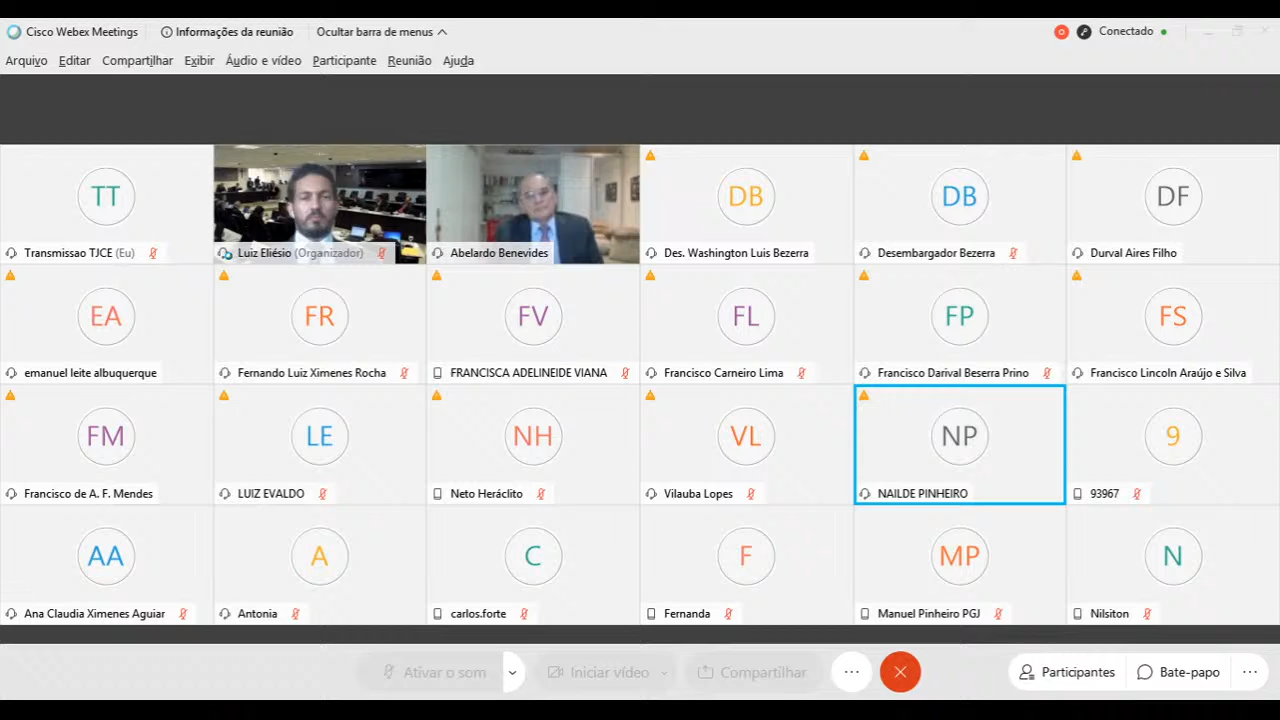 Cisco Webex Meetings Informações da reunião Ocultar barra de menus Conectado
Arquivo Editar Compartilhar Exibir Áudio e vídeo Participante Reunião Ajuda
TT DB DB DF
Transmissao TJCE (Eu) Luiz Eliésio (Organizador) Abelardo Benevides Des. Washington Luis Bezerra Desembargador Bezerra Durval Aires Filho
EA FR FV FL FP FS
emanuel leite albuquerque Fernando Luiz Ximenes Rocha FRANCISCA ADELINEIDE VIANA Francisco Carneiro Lima Francisco Darival Beserra Prino Francisco Lincoln Araújo e Silva
FM LE NH VL NP 9
Francisco de A. F. Mendes LUIZ EVALDO Neto Heráclito Vilauba Lopes NAILDE PINHEIRO 93967
AA A C F MP N
Ana Claudia Ximenes Aguiar Antonia carlos.forte Fernanda Manuel Pinheiro PGJ Nilsiton
Ativar o som Iniciar vídeo Compartilhar Participantes Bate-papo